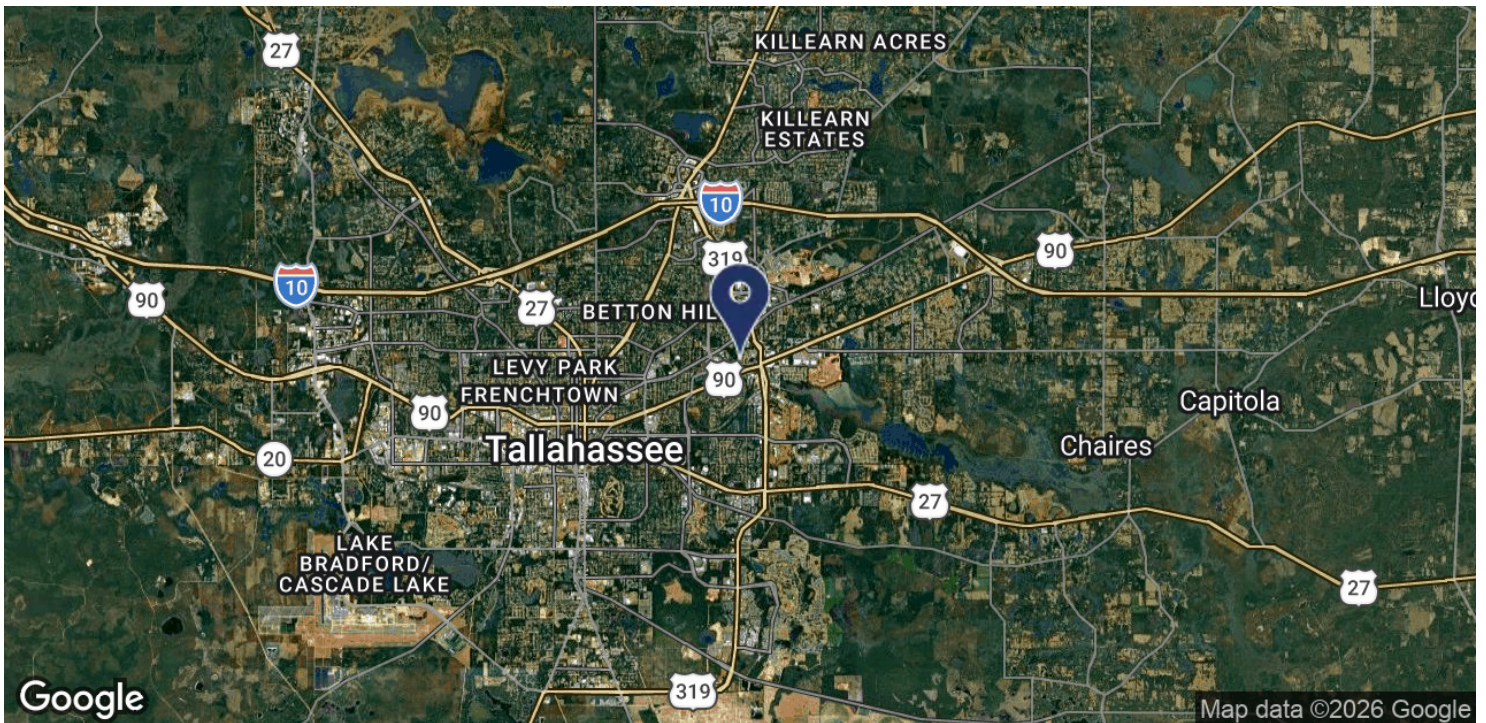 27
KILLEARN ACRES
KILLEARN
ESTATES
10
319
90
10
90
27
BETTON HIL
Lloyd
LEVY PARK
90
FRENCHTOWN
90
Capitola
Tallahassee
Chaires
20
27
LAKE
BRADFORD/
CASCADE LAKE
27
319
Google
Map data ©2026 Google